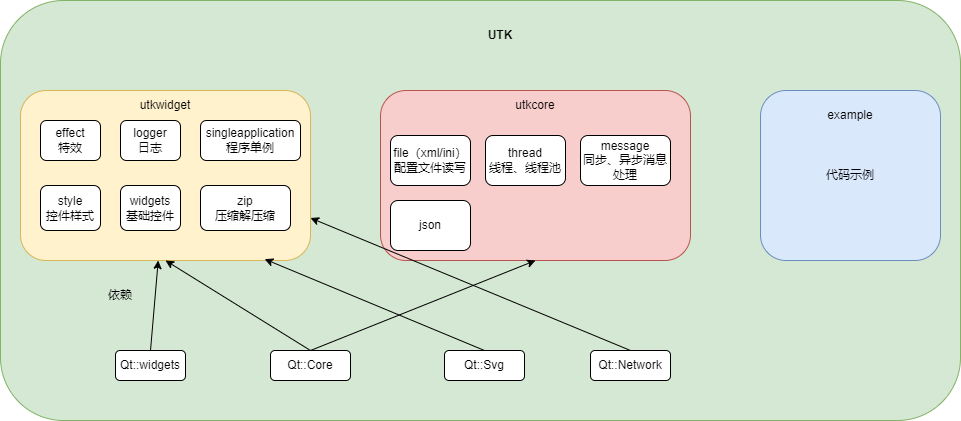 UTK
utkwidget
effect
特效
logger
日志
singleapplication
程序单例
style
控件样式
widgets
基础控件
zip
压缩解压缩
utkcore
file（xml/ini）
配置文件读写
thread
线程、线程池
message
同步、异步消息
处理
json
example
代码示例
依赖
Qt::widgets
Qt::Core
Qt::Svg
Qt::Network